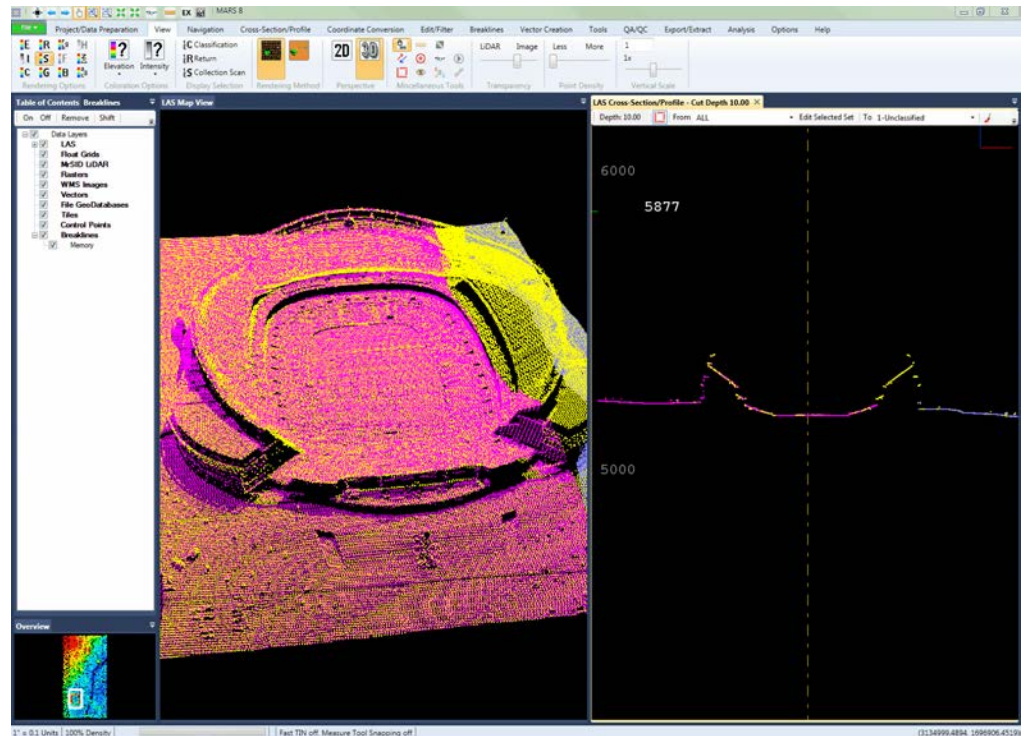 EX MARS 8
File Project/Data Preparation View Navigation Cross-Section/Profile Coordinate Conversion Edit/Filter Breaklines Vector Creation Tools QA/QC Export/Extract Analysis Options Help
E R H C Classification 2D 3D LiDAR Image Less More 1
I S F R Return 1x
C G B Elevation Intensity S Collection Scan
Rendering Options Coloration Options Display Selection Rendering Method Perspective Miscellaneous Tools Transparency Point Density Vertical Scale
Table of Contents Breaklines LAS Map View LAS Cross-Section/Profile - Cut Depth 10.00
On Off Remove Shift Depth: 10.00 From ALL Edit Selected Set To 1-Unclassified
Data Layers
LAS
Float Grids
MrSID LiDAR
Rasters
WMS Images
Vectors
File GeoDatabases
Tiles
Control Points
Breaklines
Memory
6000
5877
5000
Overview
1" = 0.1 Units 100% Density Fast TIN off. Measure Tool Snapping off (3134999.4894, 1696906.4519)